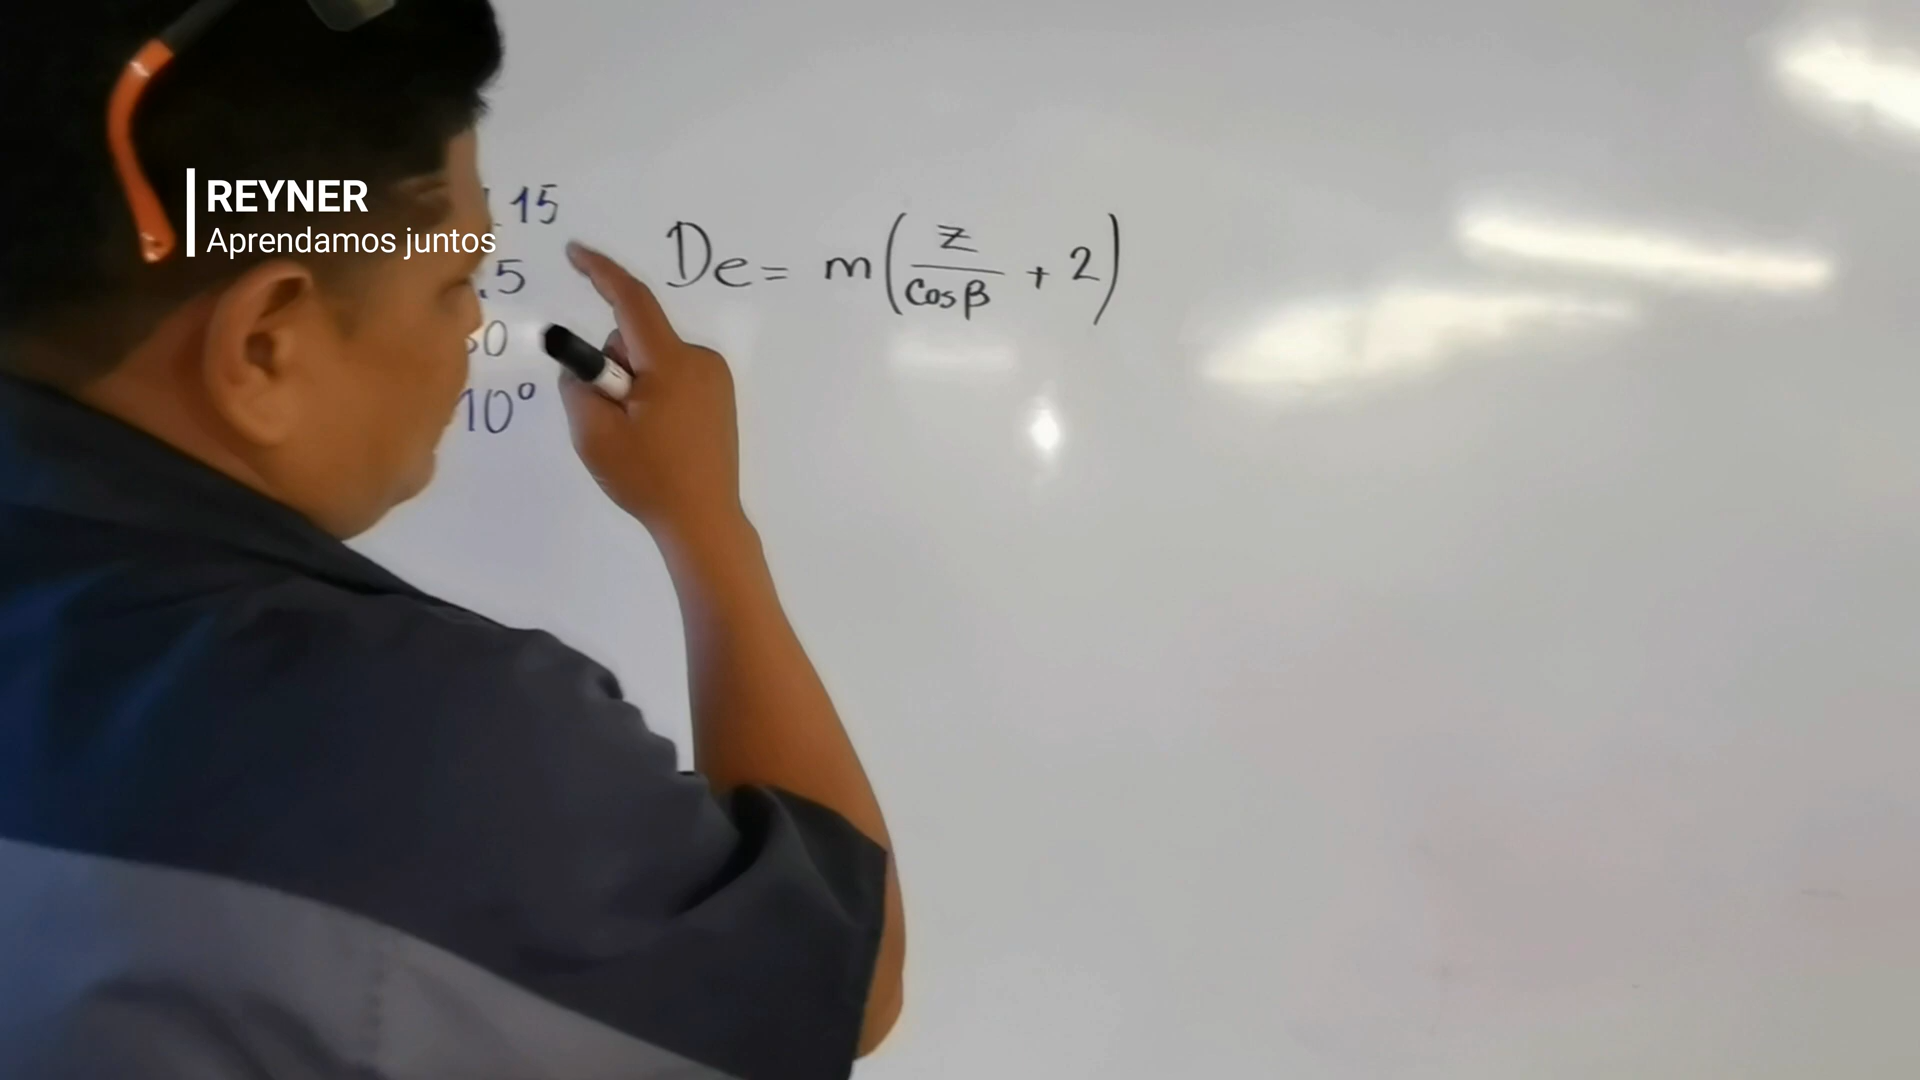 REYNER
Aprendamos juntos
.15
.5
0
10°
De = m(z/cosβ + 2)